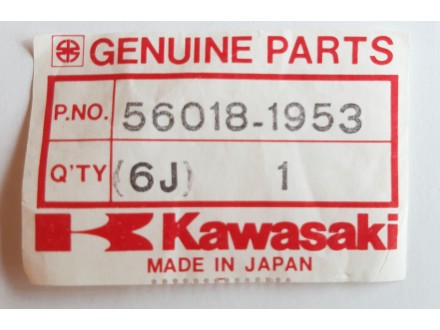 GENUINE PARTS
P.NO. 56018-1953
Q'TY (6J) 1
Kawasaki
MADE IN JAPAN